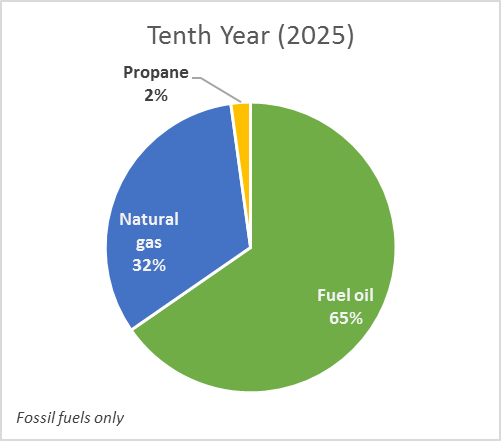 Tenth Year (2025)
Propane
2%
Natural
gas
32%
Fuel oil
65%
Fossil fuels only